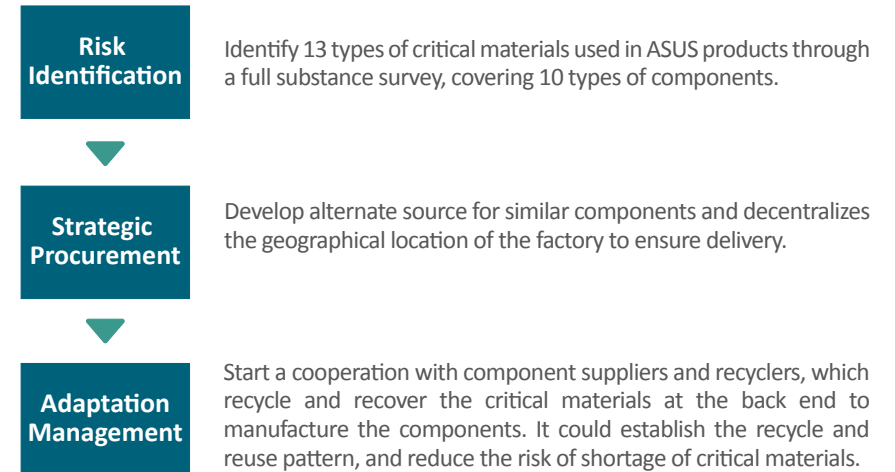 Risk
Identification
Identify 13 types of critical materials used in ASUS products through
a full substance survey, covering 10 types of components.
Strategic
Procurement
Develop alternate source for similar components and decentralizes
the geographical location of the factory to ensure delivery.
Adaptation
Management
Start a cooperation with component suppliers and recyclers, which
recycle and recover the critical materials at the back end to
manufacture the components. It could establish the recycle and
reuse pattern, and reduce the risk of shortage of critical materials.